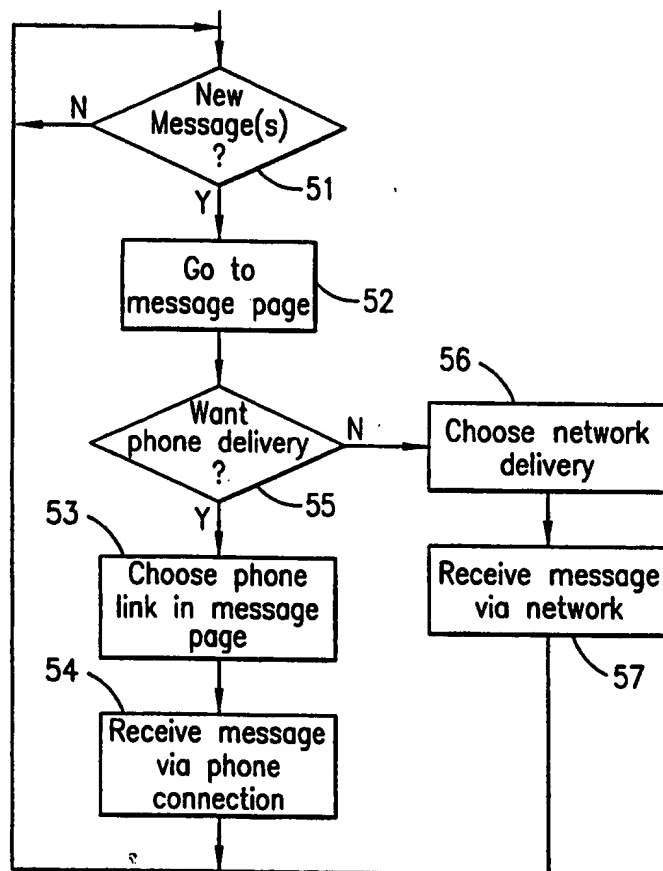 New
Message(s)
?
N
51
Y
Go to
message page
52
Want
phone delivery
?
N
55
Y
56
Choose network
delivery
53
Choose phone
link in message
page
Receive message
via network
57
54
Receive message
via phone
connection